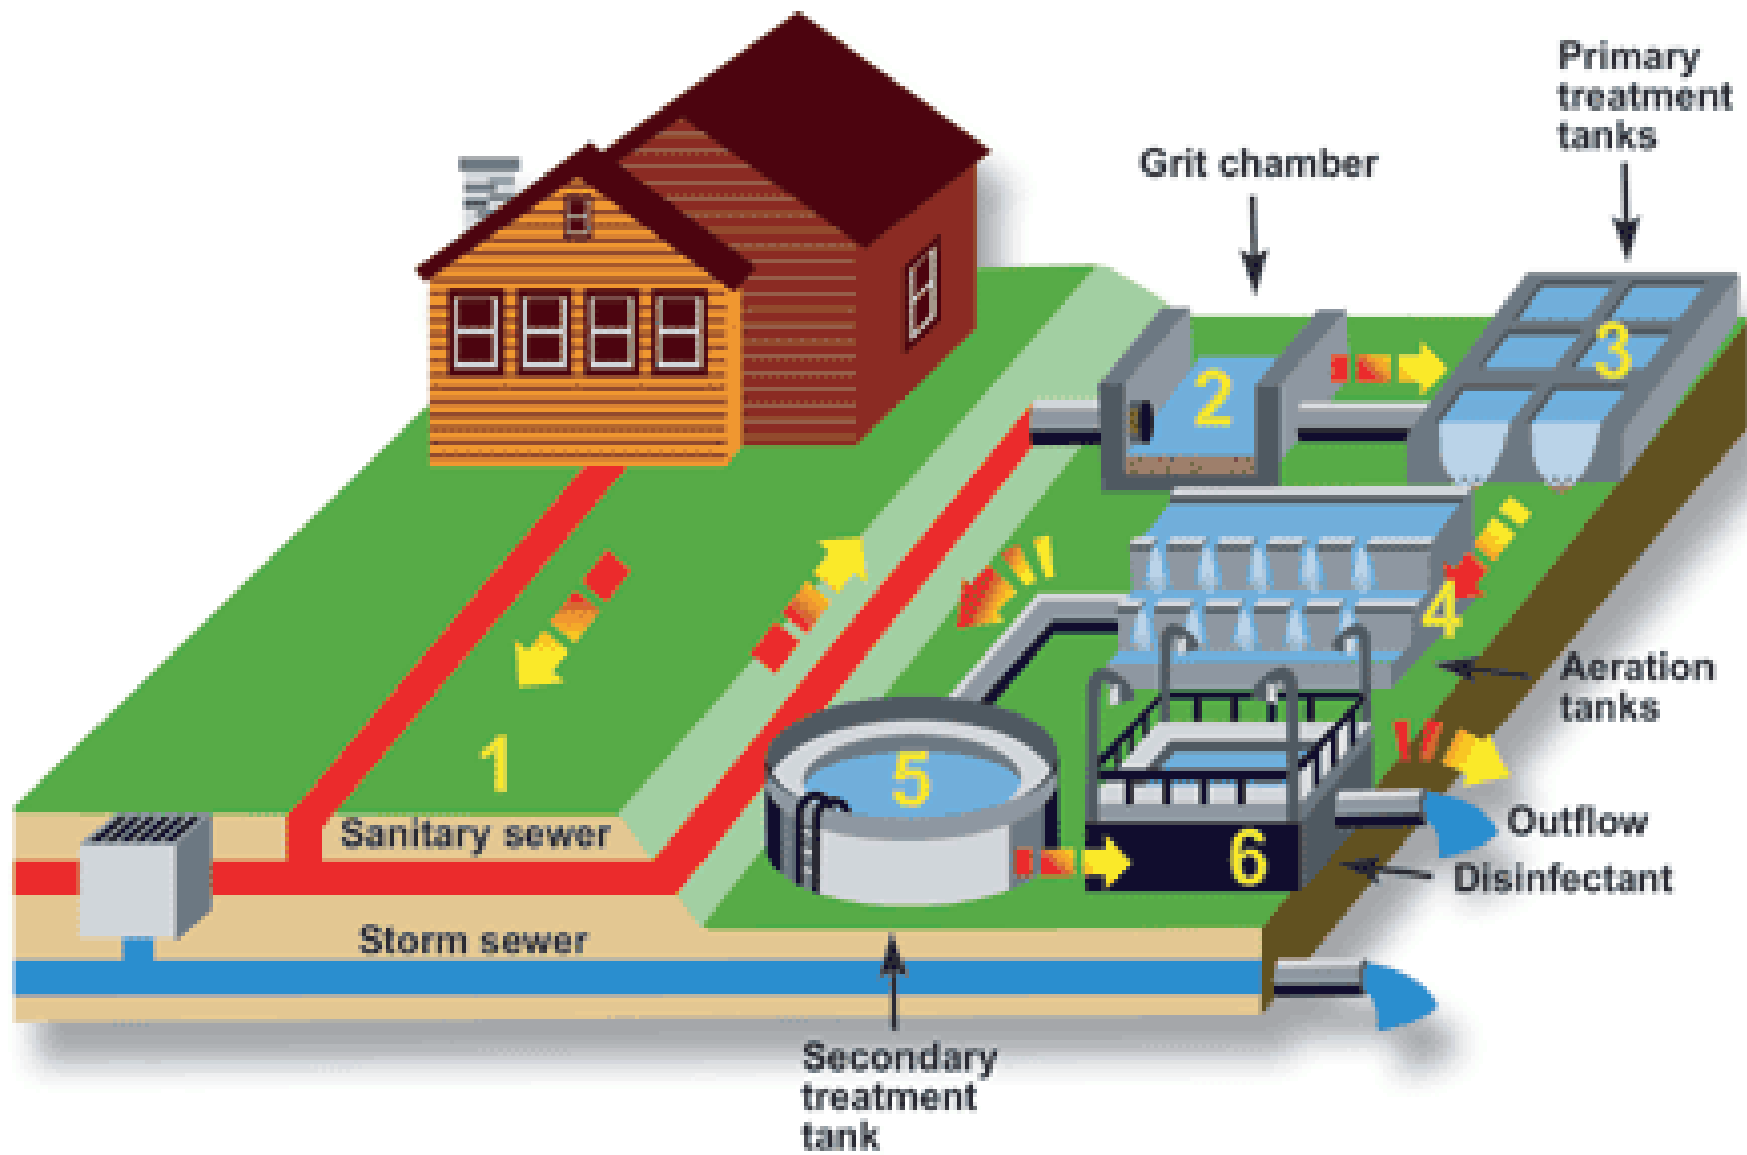 Primary
treatment
tanks
Grit chamber
2
3
4
1
5
6
Aeration
tanks
Outflow
Disinfectant
Sanitary sewer
Storm sewer
Secondary
treatment
tank